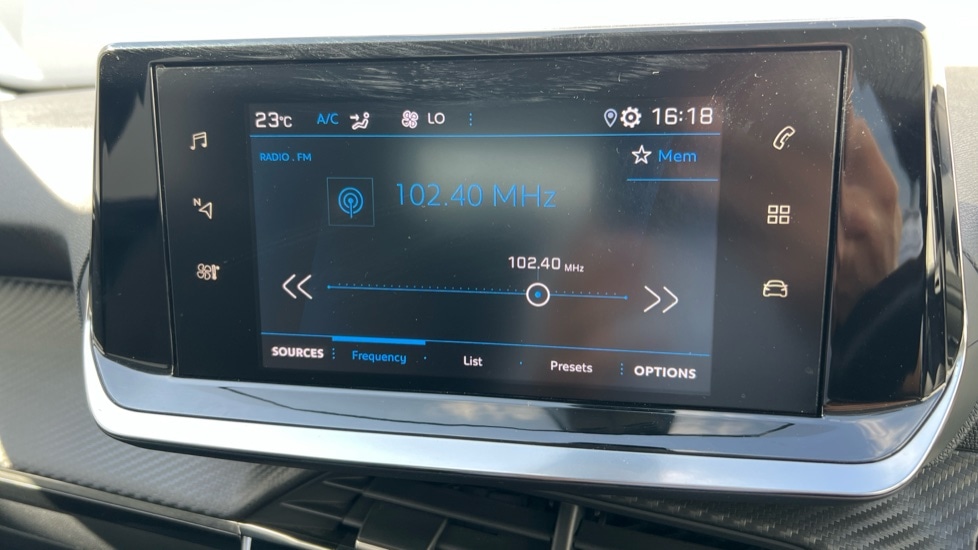 23°C A/C LO 16:18
RADIO . FM
Mem
102.40 MHz
N
102.40 MHz
SOURCES Frequency List Presets OPTIONS